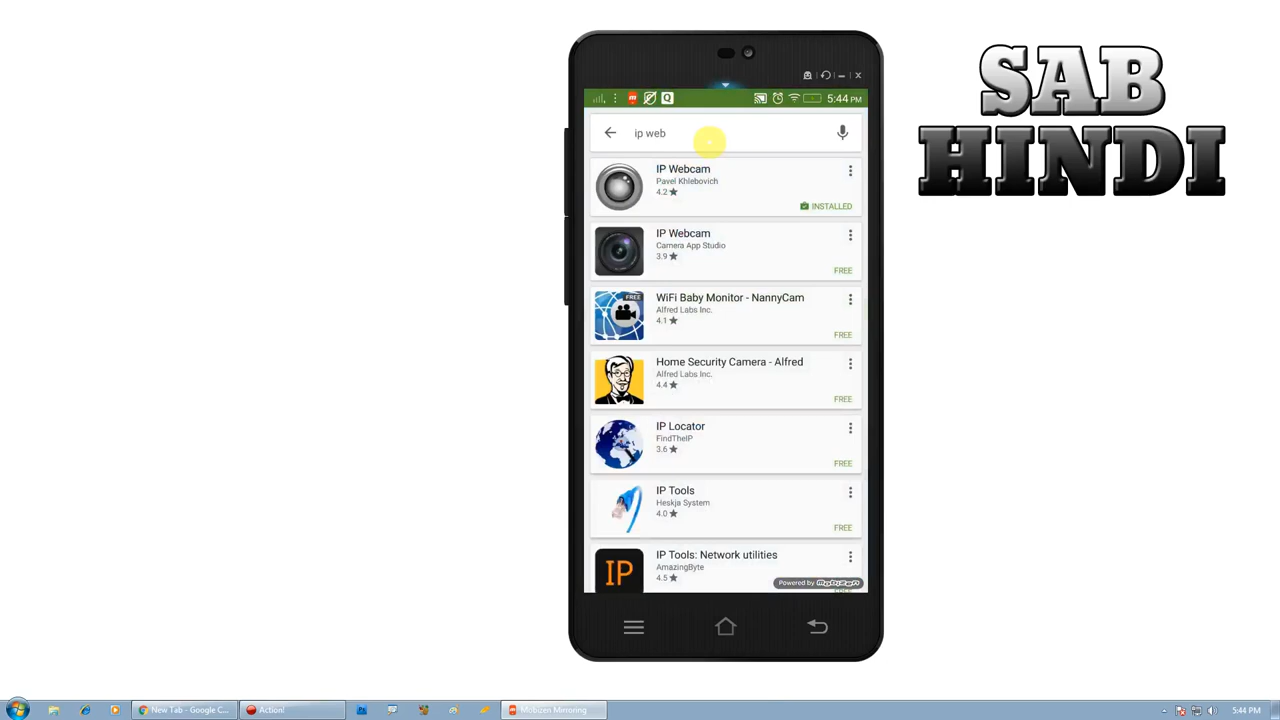 SAB
HINDI
5:44 PM
ip web
IP Webcam
Pavel Khlebovich
4.2
INSTALLED
IP Webcam
Camera App Studio
3.9
FREE
FREE
WiFi Baby Monitor - NannyCam
Alfred Labs Inc.
4.1
FREE
Home Security Camera - Alfred
Alfred Labs Inc.
4.4
FREE
IP Locator
FindTheIP
3.6
FREE
IP Tools
Heskja System
4.0
FREE
IP
IP Tools: Network utilities
AmazingByte
4.5
Powered by Mobizen
New Tab - Google C...
Action!
Mobizen Mirroring
5:44 PM